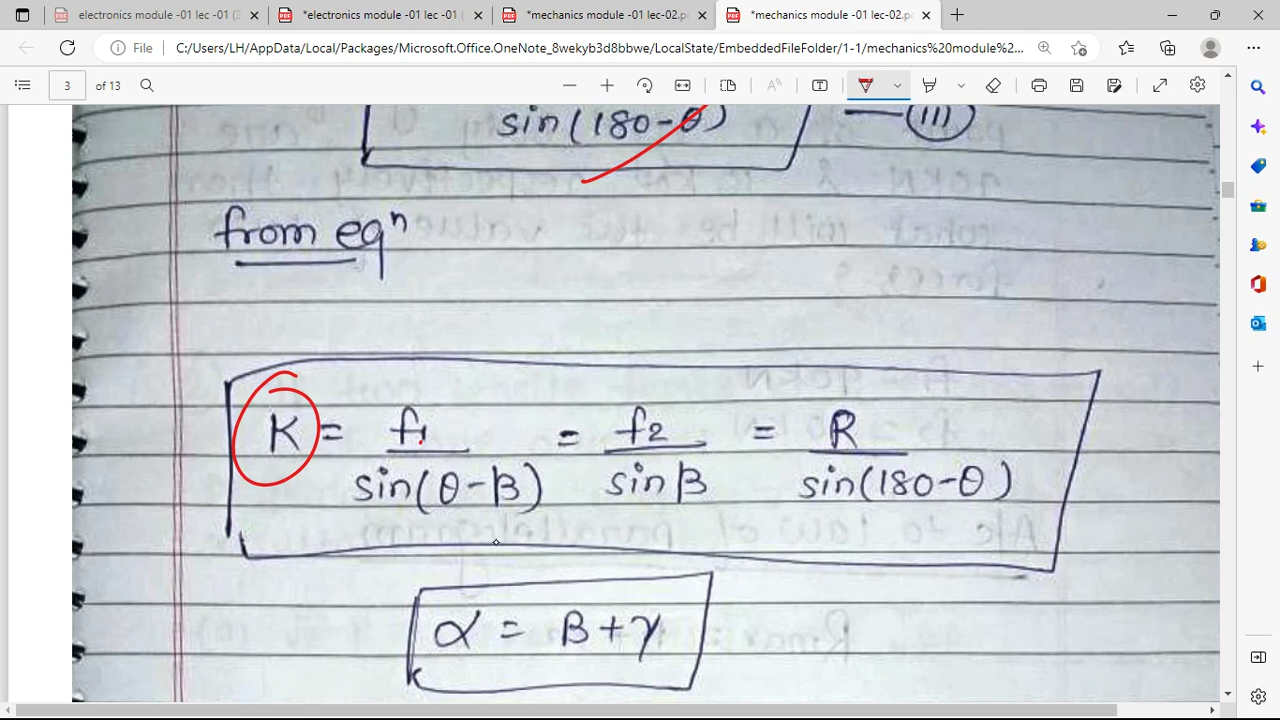 electronics module -01 lec -01 (
*electronics module -01 lec -01 (
*mechanics module -01 lec-02.pd
*mechanics module -01 lec-02.pd
File C:/Users/LH/AppData/Local/Packages/Microsoft.Office.OneNote_8wekyb3d8bbwe/LocalState/EmbeddedFileFolder/1-1/mechanics%20module%2...
3 of 13
sin(180-θ) — (III)
from eqⁿ
K = f1 / sin(θ-β) = f2 / sinβ = R / sin(180-θ)
α = β+γ